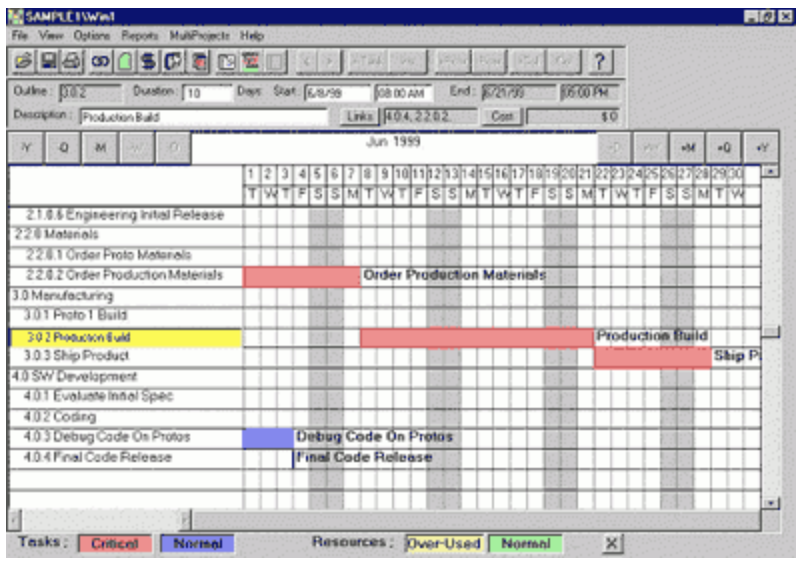 SAMPLE1\Win1
File View Options Reports MultiProjects Help
?
Outline : 3.0.2 Duration : 10 Days Start : 6/8/99 08:00 AM End : 6/21/99 05:00 PM
Description : Production Build Links 4.0.4, 2.2.0.2, Cost $0
-Y -Q -M -W -D Jun 1999 +D +W +M +Q +Y
1 2 3 4 5 6 7 8 9 10 11 12 13 14 15 16 17 18 19 20 21 22 23 24 25 26 27 28 29 30
T W T F S S M T W T F S S M T W T F S S M T W T F S S M T W
2.1.0.6 Engineering Initial Release
2.2.0 Materials
2.2.0.1 Order Proto Materials
2.2.0.2 Order Production Materials Order Production Materials
3.0 Manufacturing
3.0.1 Proto 1 Build
3.0.2 Production Build Production Build
3.0.3 Ship Product Ship P
4.0 SW Development
4.0.1 Evaluate Initial Spec
4.0.2 Coding
4.0.3 Debug Code On Protos Debug Code On Protos
4.0.4 Final Code Release Final Code Release
Tasks : Critical Normal Resources : Over-Used Normal X